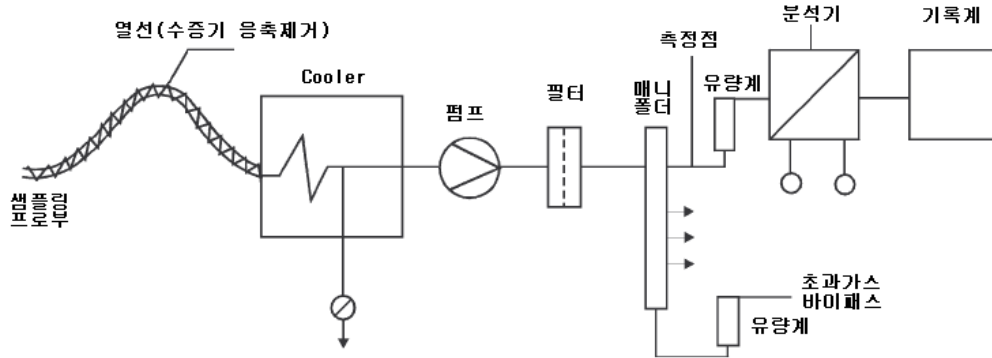 열선(수증기 응축제거)
Cooler
펌프
필터
매니
폴더
측정점
유량계
분석기
기록계
샘플링
프로부
초과가스
바이패스
유량계